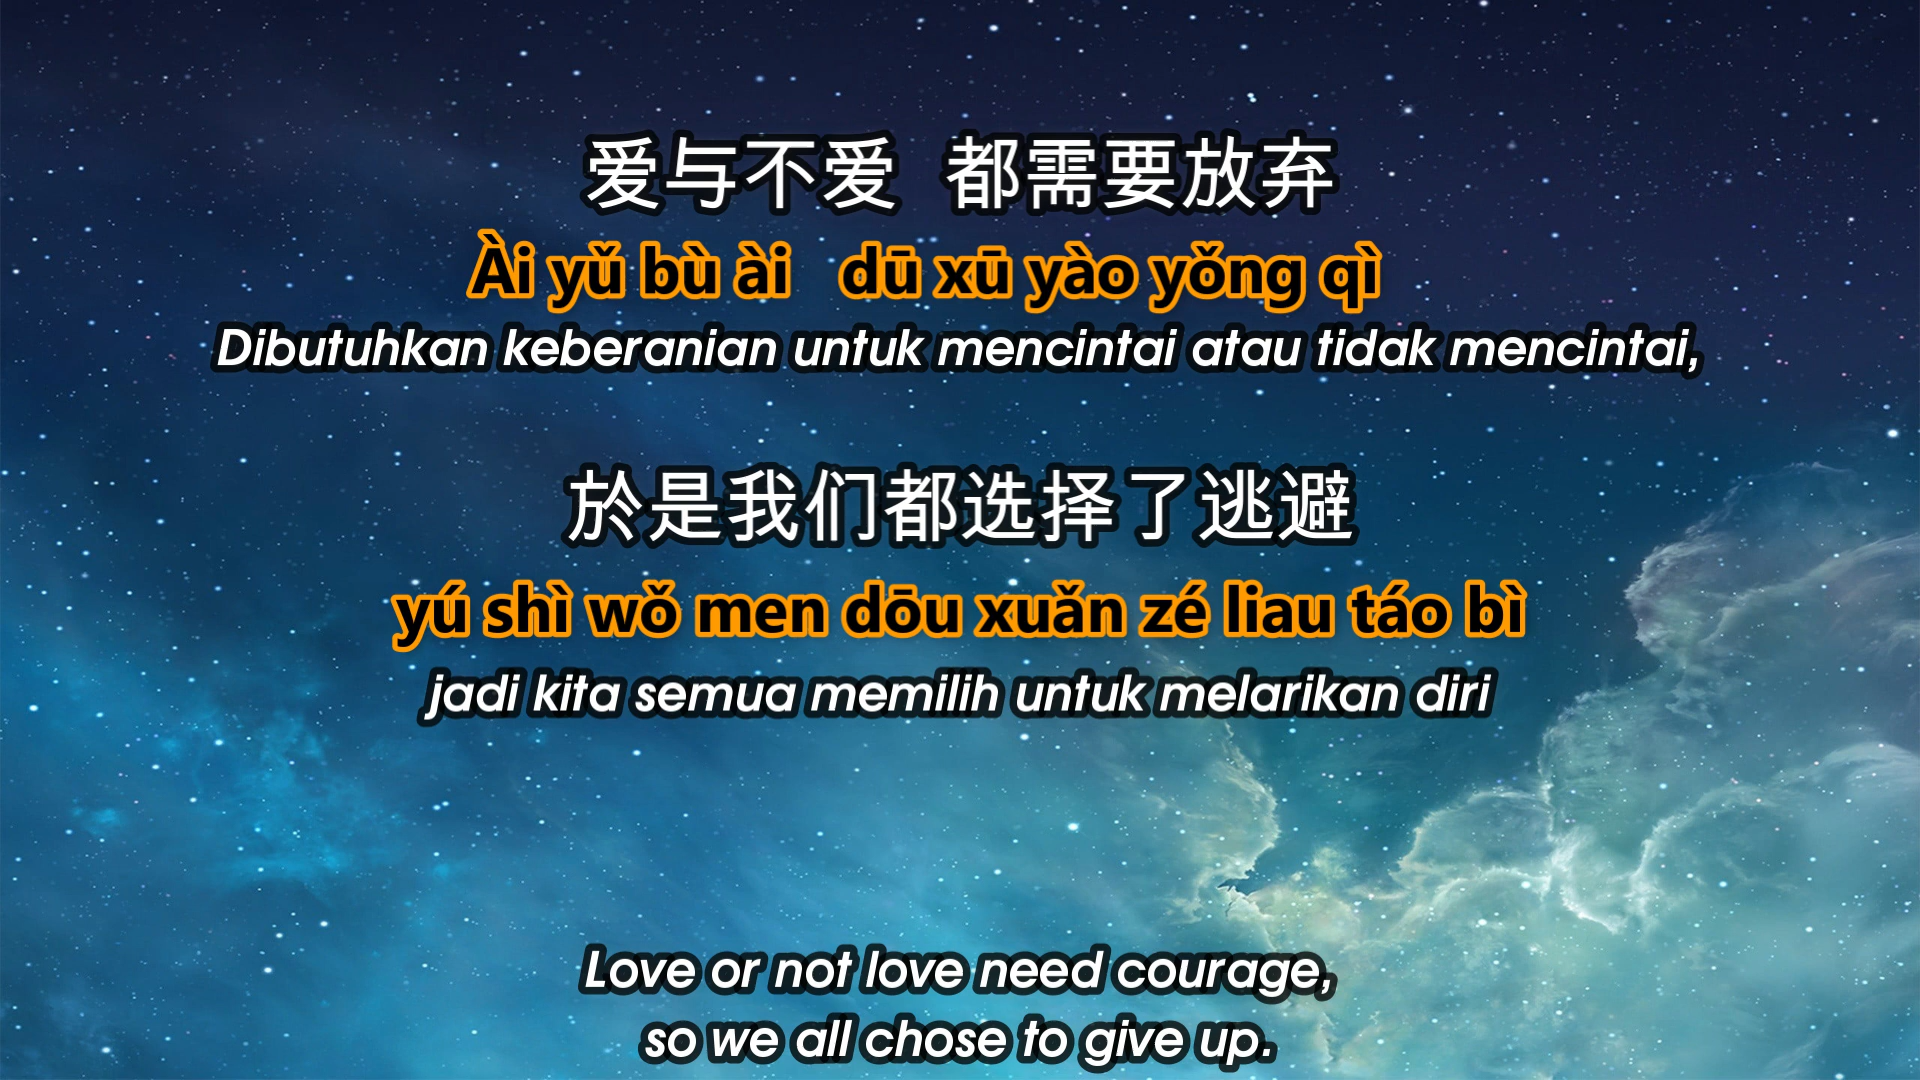 爱与不爱 都需要放弃
Ài yǔ bù ài dū xū yào yǒng qì
Dibutuhkan keberanian untuk mencintai atau tidak mencintai,
於是我们都选择了逃避
yú shì wǒ men dōu xuǎn zé liau táo bì
jadi kita semua memilih untuk melarikan diri
Love or not love need courage,
so we all chose to give up.